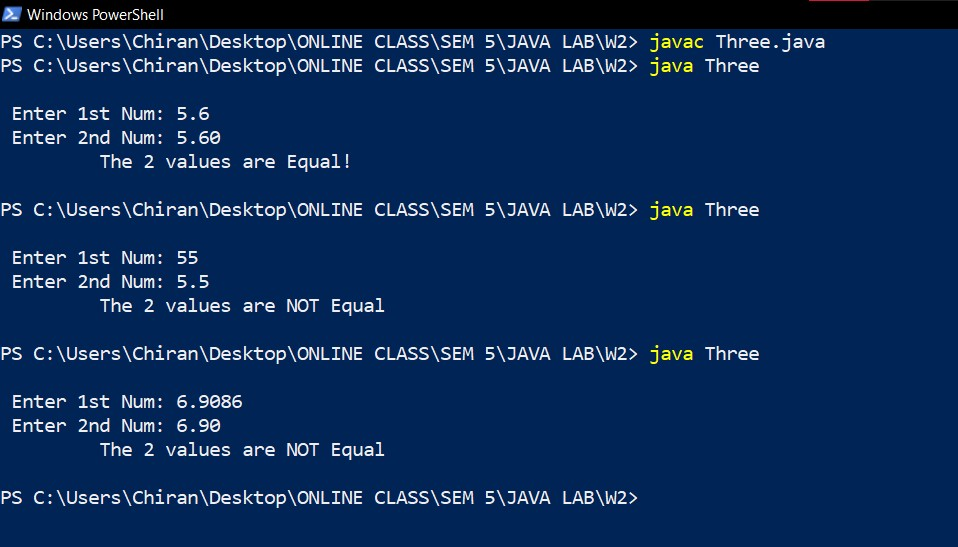 Windows PowerShell
PS C:\Users\Chiran\Desktop\ONLINE CLASS\SEM 5\JAVA LAB\W2> javac Three.java
PS C:\Users\Chiran\Desktop\ONLINE CLASS\SEM 5\JAVA LAB\W2> java Three
Enter 1st Num: 5.6
Enter 2nd Num: 5.60
The 2 values are Equal!
PS C:\Users\Chiran\Desktop\ONLINE CLASS\SEM 5\JAVA LAB\W2> java Three
Enter 1st Num: 55
Enter 2nd Num: 5.5
The 2 values are NOT Equal
PS C:\Users\Chiran\Desktop\ONLINE CLASS\SEM 5\JAVA LAB\W2> java Three
Enter 1st Num: 6.9086
Enter 2nd Num: 6.90
The 2 values are NOT Equal
PS C:\Users\Chiran\Desktop\ONLINE CLASS\SEM 5\JAVA LAB\W2>